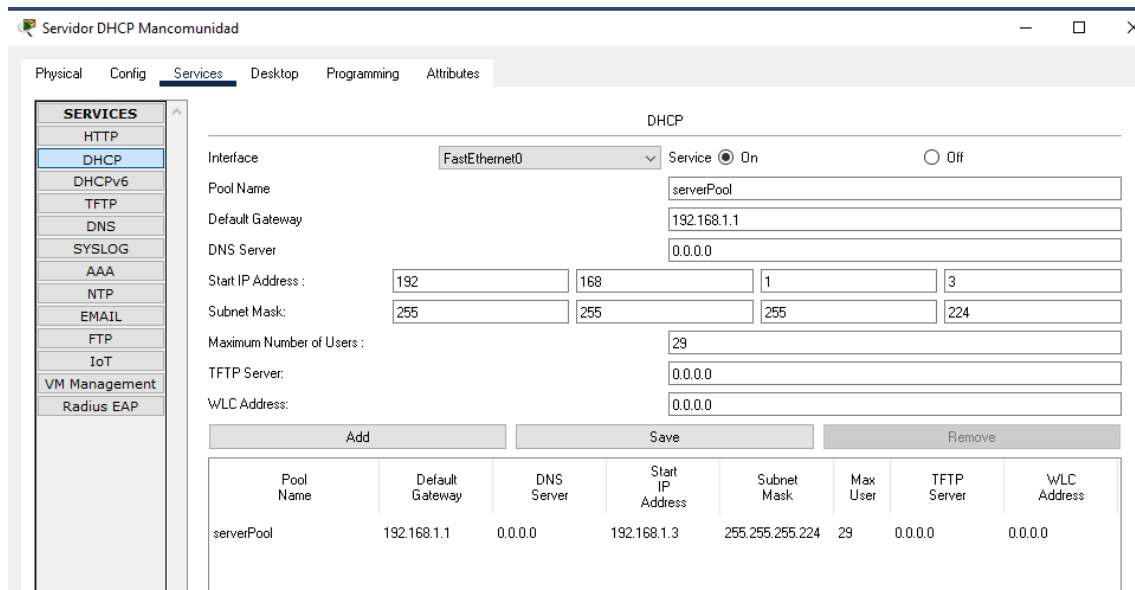 Servidor DHCP Mancomunidad
Physical Config Services Desktop Programming Attributes
SERVICES
HTTP
DHCP
DHCPv6
TFTP
DNS
SYSLOG
AAA
NTP
EMAIL
FTP
IoT
VM Management
Radius EAP
DHCP
Interface FastEthernet0 Service On Off
Pool Name serverPool
Default Gateway 192.168.1.1
DNS Server 0.0.0.0
Start IP Address : 192 168 1 3
Subnet Mask: 255 255 255 224
Maximum Number of Users : 29
TFTP Server: 0.0.0.0
WLC Address: 0.0.0.0
Add Save Remove
Pool Name Default Gateway DNS Server Start IP Address Subnet Mask Max User TFTP Server WLC Address
serverPool 192.168.1.1 0.0.0.0 192.168.1.3 255.255.255.224 29 0.0.0.0 0.0.0.0